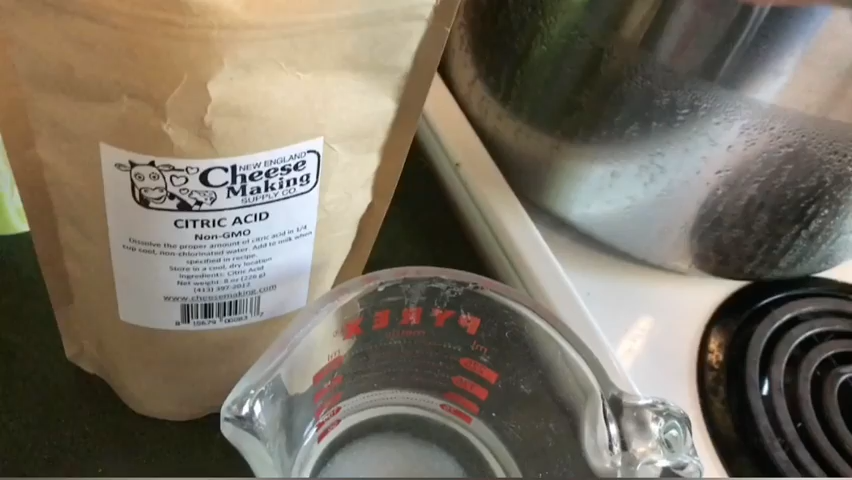 NEW ENGLAND
Cheese
Making
SUPPLY CO.
CITRIC ACID
Non-GMO
Dissolve the proper amount of citric acid in 1/4
cup cool, non-chlorinated water. Add to milk when
specified in recipe.
Store in a cool, dry location
Ingredients: Citric Acid
Net weight: 8 oz (226 g)
(413) 397-2012
www.cheesemaking.com
PYREX